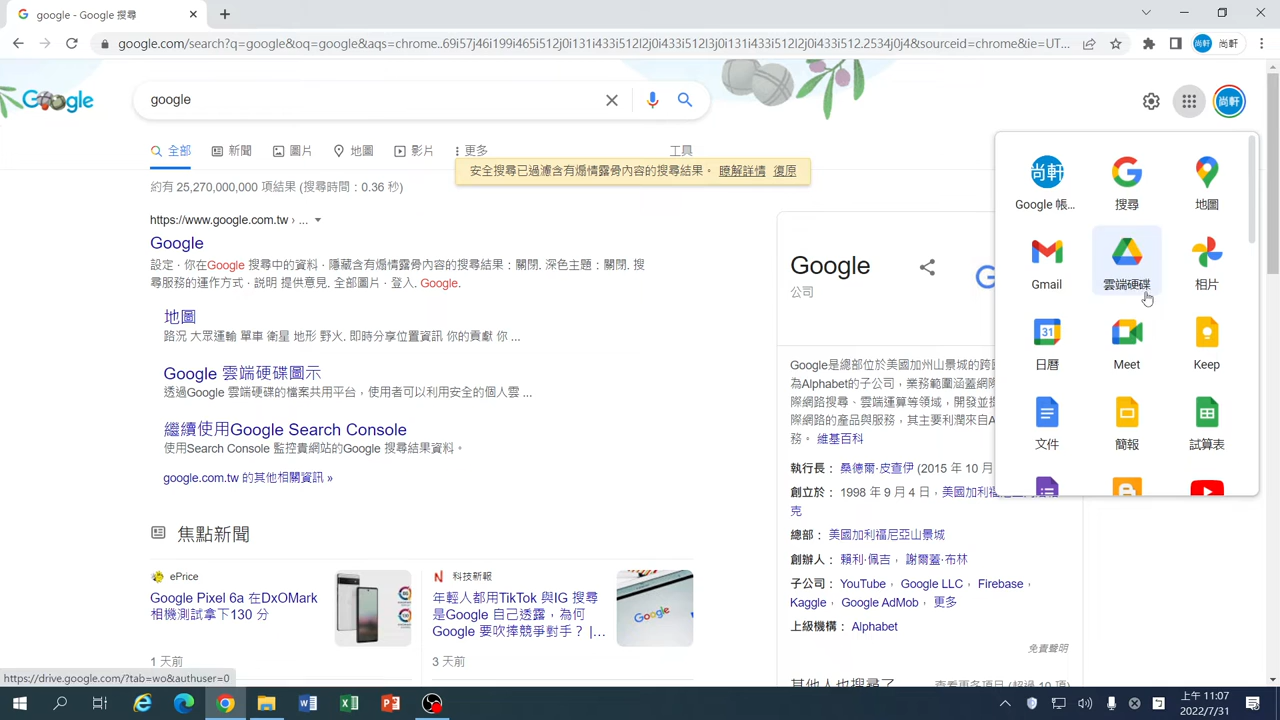 google - Google 搜尋
google.com/search?q=google&oq=google&aqs=chrome..69i57j46i199i465i512j0i131i433i512l2j0i433i512l3j0i131i433i512j0i433i512.2534j0j4&sourceid=chrome&ie=UT...
尚軒 尚軒
Google
google
尚軒
全部 新聞 圖片 地圖 影片 更多 工具
安全搜尋已過濾含有煽情露骨內容的搜尋結果。 瞭解詳情 復原
約有 25,270,000,000 項結果 (搜尋時間:0.36 秒)
https://www.google.com.tw › ...
Google
設定 · 你在Google 搜尋中的資料 · 隱藏含有煽情露骨內容的搜尋結果:關閉. 深色主題:關閉. 搜
尋服務的運作方式 · 說明 提供意見. 全部圖片 · 登入. Google.
地圖
路況 大眾運輸 單車 衛星 地形 野火. 即時分享位置資訊 你的貢獻 你 ...
Google 雲端硬碟圖示
透過Google 雲端硬碟的檔案共用平台,使用者可以利用安全的個人雲 ...
繼續使用Google Search Console
使用Search Console 監控貴網站的Google 搜尋結果資料。
google.com.tw 的其他相關資訊 »
焦點新聞
ePrice
Google Pixel 6a 在DxOMark
相機測試拿下130 分
1 天前
科技新報
年輕人都用TikTok 與IG 搜尋
是Google 自己透露,為何
Google 要吹捧競爭對手? |...
3 天前
Google
Google
公司
Google是總部位於美國加州山景城的跨
為Alphabet的子公司,業務範圍涵蓋網
際網路搜尋、雲端運算等領域,開發並
際網路的產品與服務,其主要利潤來自A
務。 維基百科
執行長: 桑德爾·皮查伊 (2015 年 10 月
創立於: 1998 年 9 月 4 日,美國加利
克
總部: 美國加利福尼亞山景城
創辦人: 賴利·佩吉,謝爾蓋·布林
子公司: YouTube, Google LLC, Firebase,
Kaggle, Google AdMob, 更多
上級機構: Alphabet
免責聲明
其他人也搜尋了
查看更多項目 (超過 10 項)
尚軒
Google 帳... 搜尋 地圖
Gmail 雲端硬碟 相片
31
日曆 Meet Keep
文件 簡報 試算表
https://drive.google.com/?tab=wo&authuser=0
上午 11:07
2022/7/31